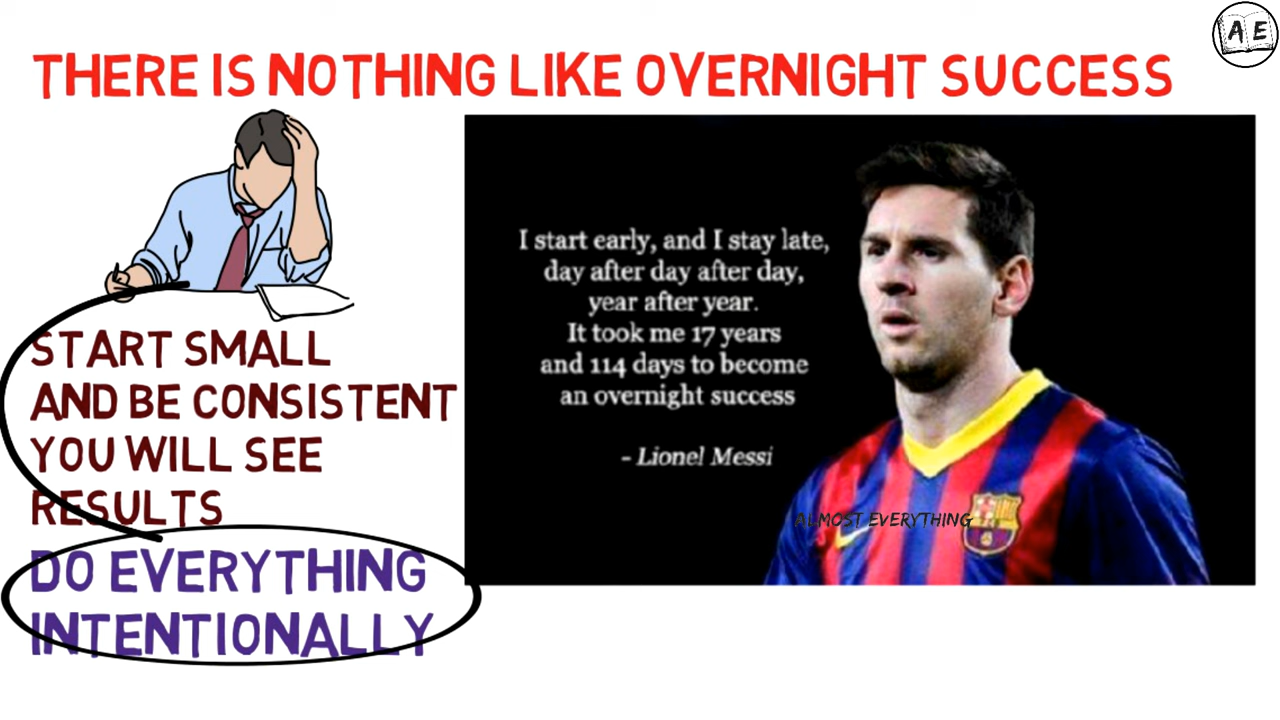 A E
THERE IS NOTHING LIKE OVERNIGHT SUCCESS
I start early, and I stay late,
day after day after day,
year after year.
It took me 17 years
and 114 days to become
an overnight success
- Lionel Messi
ALMOST EVERYTHING
START SMALL
AND BE CONSISTENT
YOU WILL SEE
RESULTS
DO EVERYTHING
INTENTIONALLY